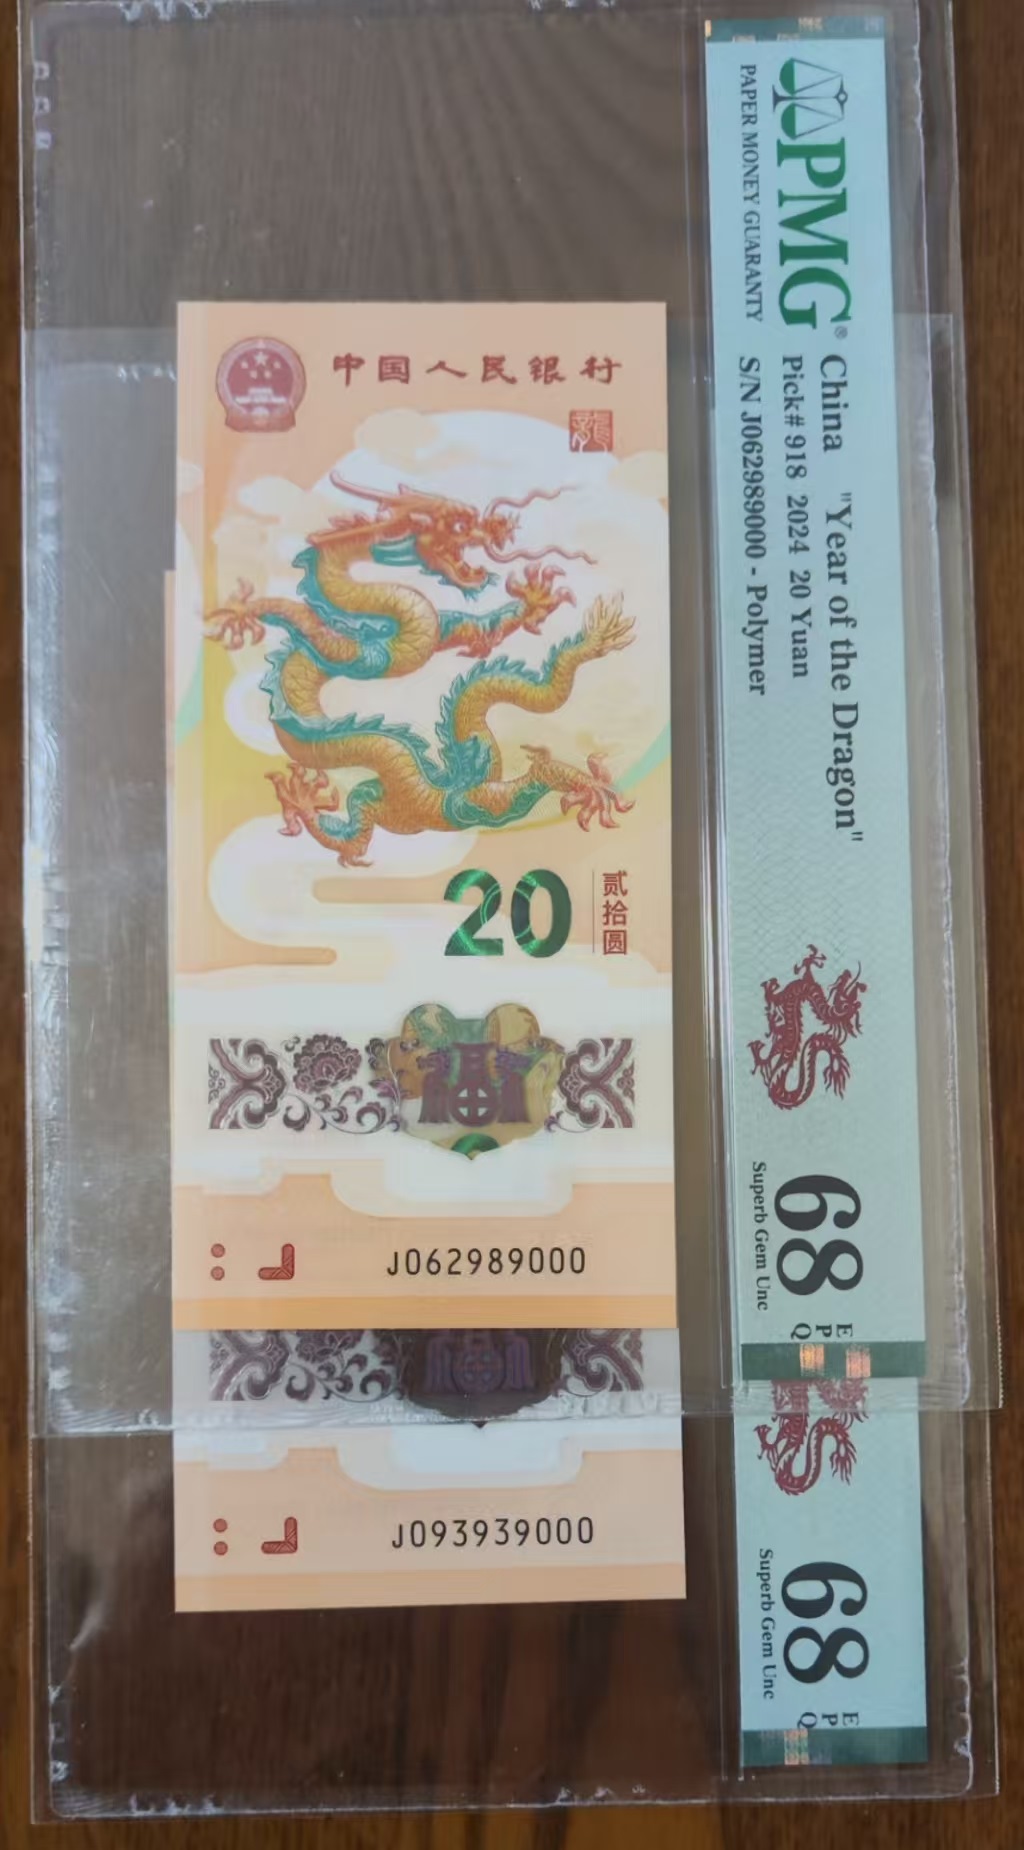 中国人民银行
龍
20
贰拾圆
福
J062989000
J093939000
PMG®
PAPER MONEY GUARANTY
China "Year of the Dragon"
Pick# 918 2024 20 Yuan
S/N J062989000 - Polymer
68
EPQ
Superb Gem Unc
68
EPQ
Superb Gem Unc